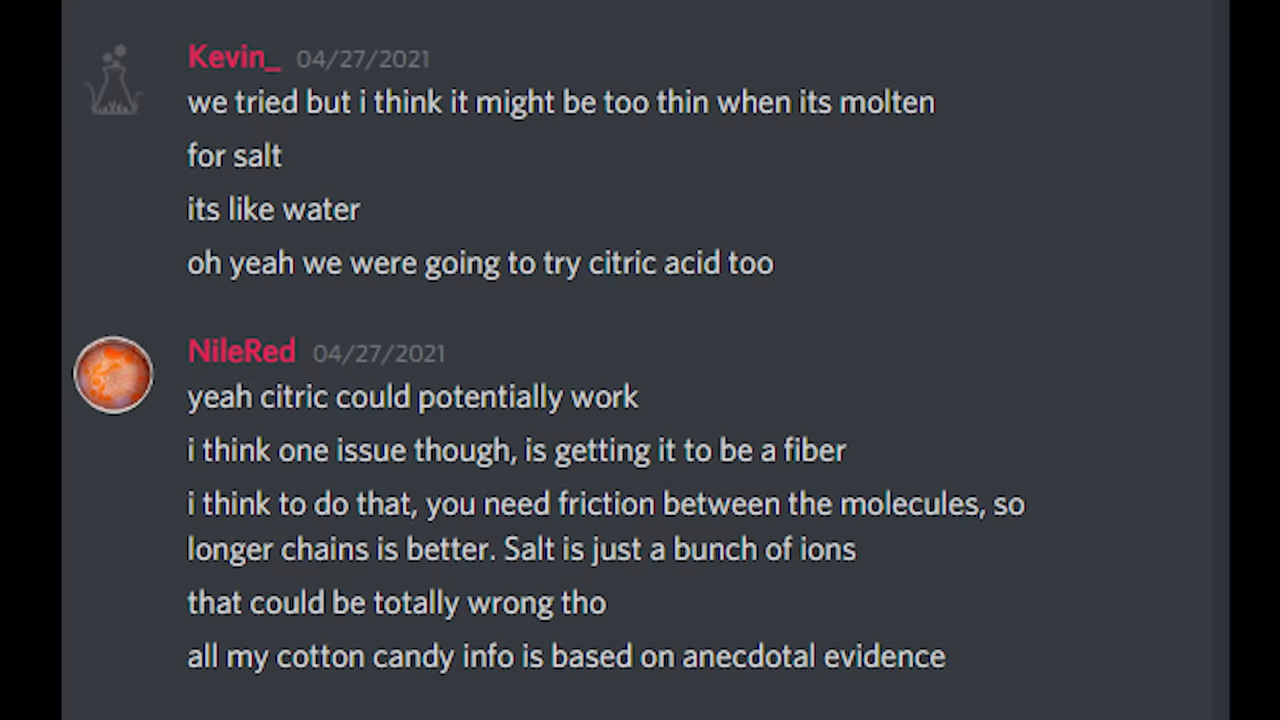 Kevin_ 04/27/2021
we tried but i think it might be too thin when its molten
for salt
its like water
oh yeah we were going to try citric acid too
NileRed 04/27/2021
yeah citric could potentially work
i think one issue though, is getting it to be a fiber
i think to do that, you need friction between the molecules, so
longer chains is better. Salt is just a bunch of ions
that could be totally wrong tho
all my cotton candy info is based on anecdotal evidence